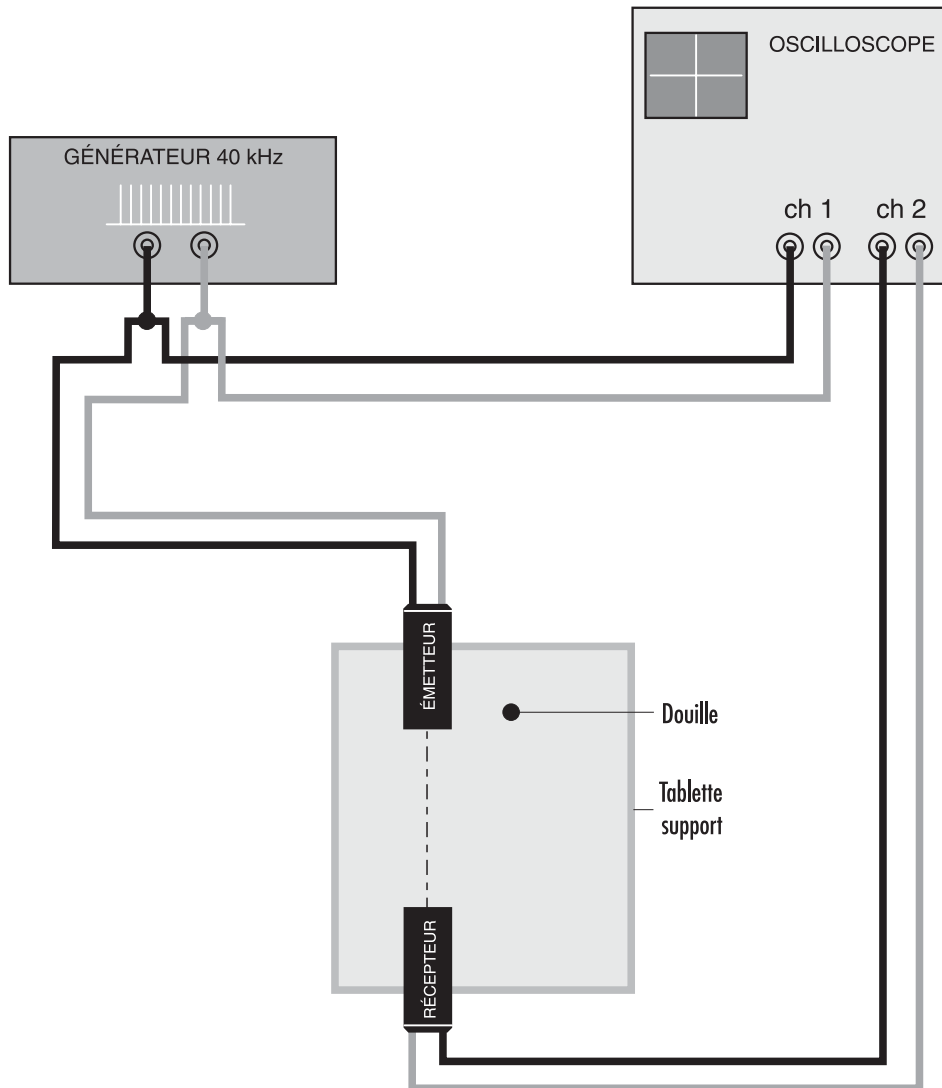 OSCILLOSCOPE
GÉNÉRATEUR 40 kHz
ch 1
ch 2
ÉMETTEUR
Douille
Tablette
support
RÉCEPTEUR